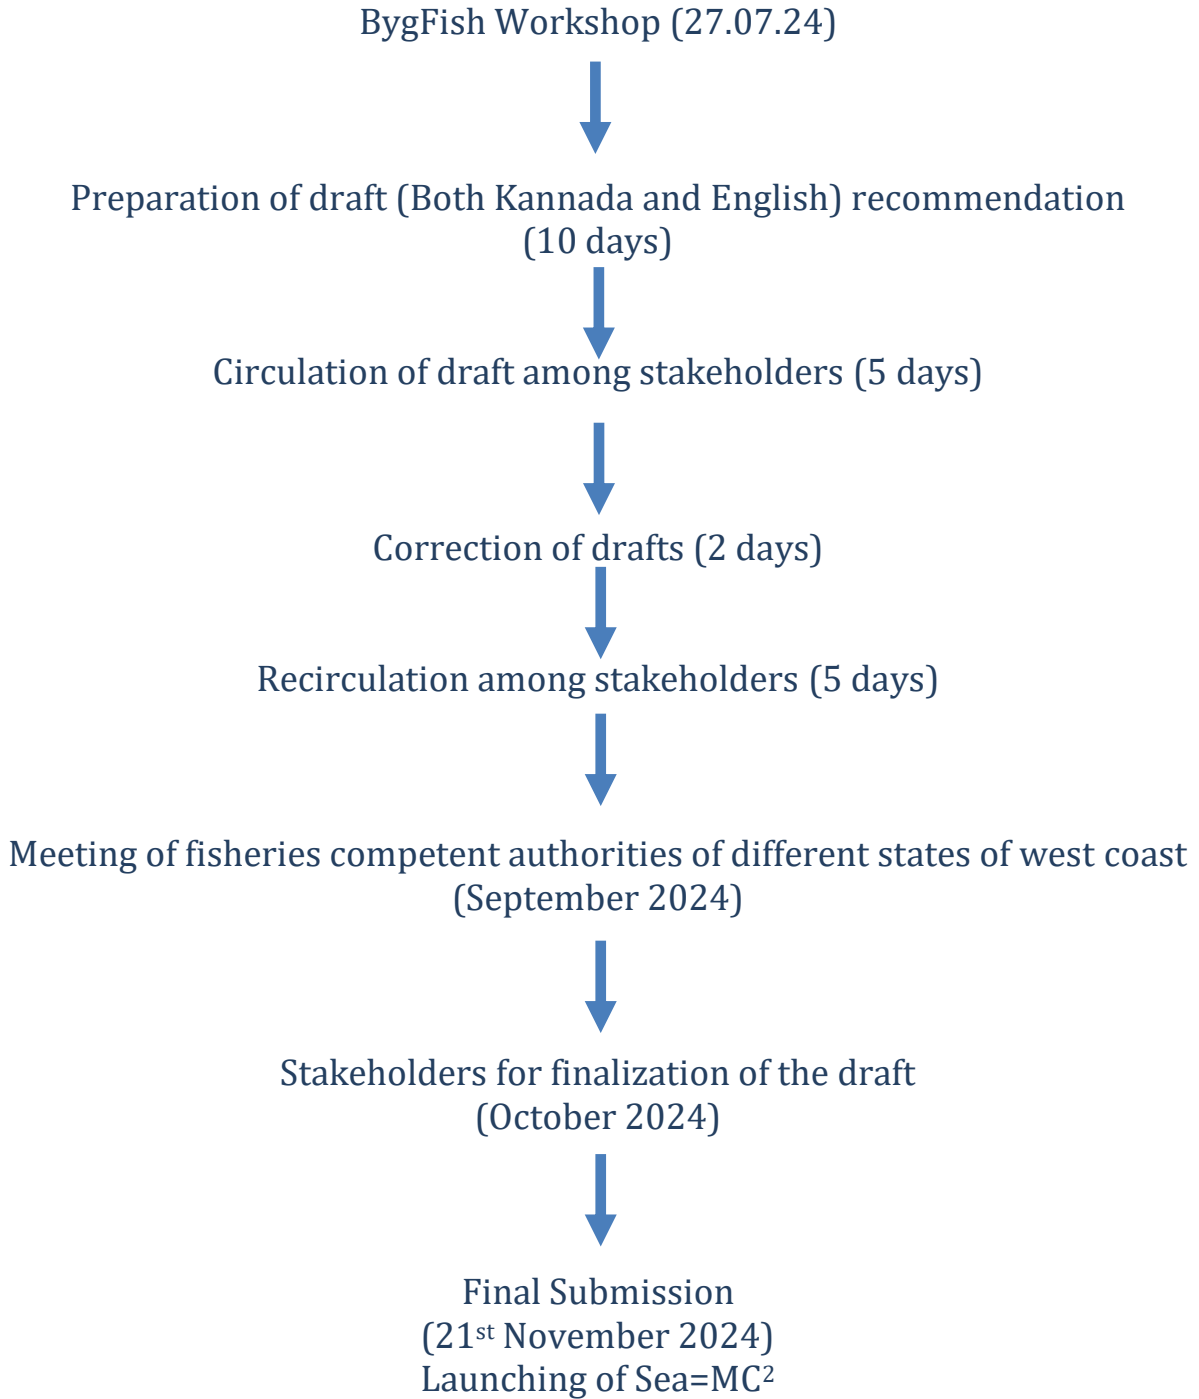 BygFish Workshop (27.07.24)
Preparation of draft (Both Kannada and English) recommendation
(10 days)
Circulation of draft among stakeholders (5 days)
Correction of drafts (2 days)
Recirculation among stakeholders (5 days)
Meeting of fisheries competent authorities of different states of west coast
(September 2024)
Stakeholders for finalization of the draft
(October 2024)
Final Submission
(21st November 2024)
Launching of Sea=MC²